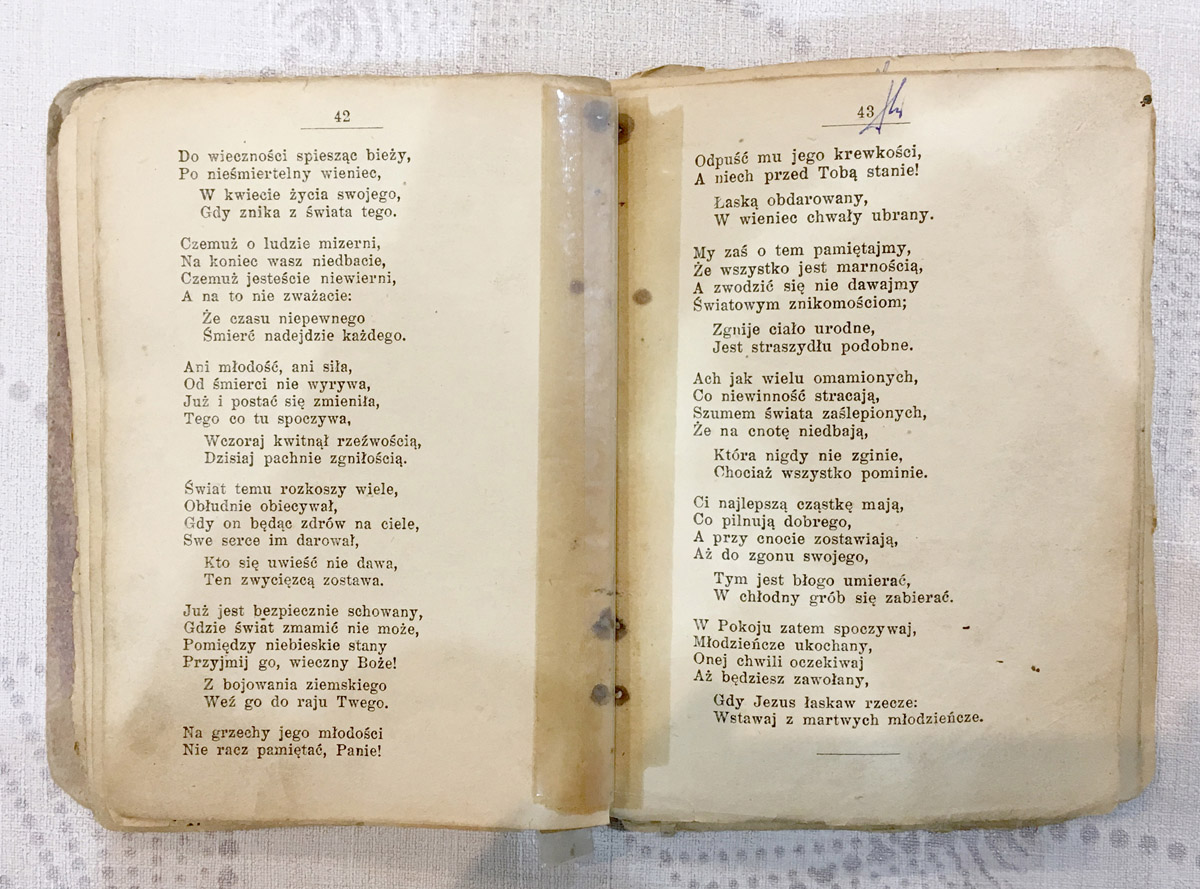 42
Do wieczności spiesząc bieży,
Po nieśmiertelny wieniec,
W kwiecie życia swojego,
Gdy znika z świata tego.
Czemuż o ludzie mizerni,
Na koniec wasz niedbacie,
Czemuż jesteście niewierni,
A na to nie zważacie:
Że czasu niepewnego
Śmierć nadejdzie każdego.
Ani młodość, ani siła,
Od śmierci nie wyrywa,
Już i postać się zmieniła,
Tego co tu spoczywa,
Wczoraj kwitnął rzeźwością,
Dzisiaj pachnie zgniłością.
Świat temu rozkoszy wiele,
Obłudnie obiecywał,
Gdy on będąc zdrów na ciele,
Swe serce im darował,
Kto się uwieść nie dawa,
Ten zwycięzcą zostawa.
Już jest bezpiecznie schowany,
Gdzie świat zmamić nie może,
Pomiędzy niebieskie stany
Przyjmij go, wieczny Boże!
Z bojowania ziemskiego
Weź go do raju Twego.
Na grzechy jego młodości
Nie racz pamiętać, Panie!
43
Odpuść mu jego krewkości,
A niech przed Tobą stanie!
Łaską obdarowany,
W wieniec chwały ubrany.
My zaś o tem pamiętajmy,
Że wszystko jest marnością,
A zwodzić się nie dawajmy
Światowym znikomościom;
Zgnije ciało urodne,
Jest straszydłu podobne.
Ach jak wielu omamionych,
Co niewinność stracają,
Szumem świata zaślepionych,
Że na cnotę niedbają,
Która nigdy nie zginie,
Chociaż wszystko pominie.
Ci najlepszą cząstkę mają,
Co pilnują dobrego,
A przy cnocie zostawiają,
Aż do zgonu swojego,
Tym jest błogo umierać,
W chłodny grób się zabierać.
W Pokoju zatem spoczywaj,
Młodzieńcze ukochany,
Onej chwili oczekiwaj
Aż będziesz zawołany,
Gdy Jezus łaskaw rzecze:
Wstawaj z martwych młodzieńcze.